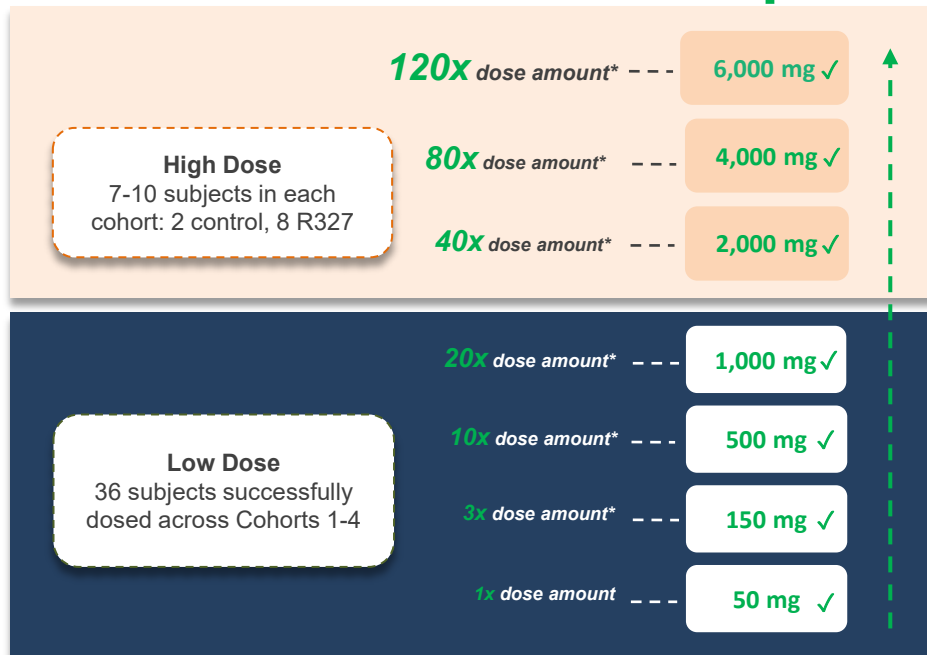 120x dose amount* 6,000 mg ✓
High Dose
7-10 subjects in each
cohort: 2 control, 8 R327
80x dose amount* 4,000 mg ✓
40x dose amount* 2,000 mg ✓
20x dose amount* 1,000 mg ✓
Low Dose
36 subjects successfully
dosed across Cohorts 1-4
10x dose amount* 500 mg ✓
3x dose amount* 150 mg ✓
1x dose amount 50 mg ✓